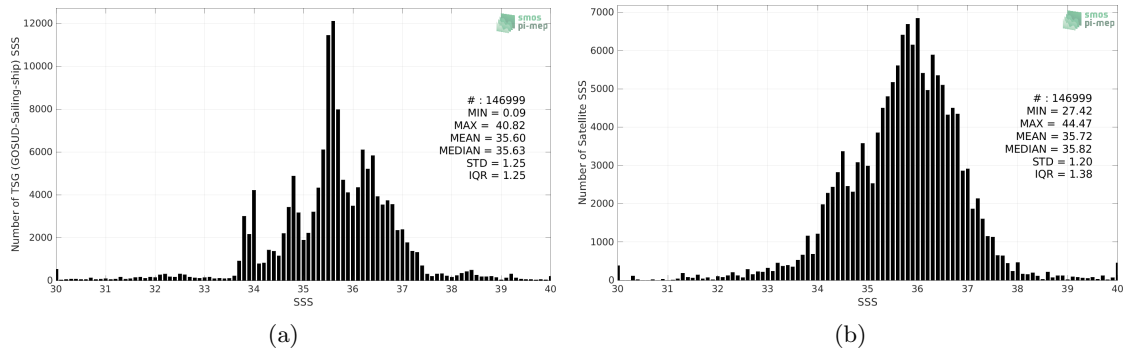 smos
pi-mep
Number of TSG (GOSUD-Sailing-ship) SSS
12000
10000
8000
6000
4000
2000
0
# : 146999
MIN = 0.09
MAX = 40.82
MEAN = 35.60
MEDIAN = 35.63
STD = 1.25
IQR = 1.25
30 31 32 33 34 35 36 37 38 39 40
SSS
(a)
smos
pi-mep
Number of Satellite SSS
7000
6000
5000
4000
3000
2000
1000
0
# : 146999
MIN = 27.42
MAX = 44.47
MEAN = 35.72
MEDIAN = 35.82
STD = 1.20
IQR = 1.38
30 31 32 33 34 35 36 37 38 39 40
SSS
(b)